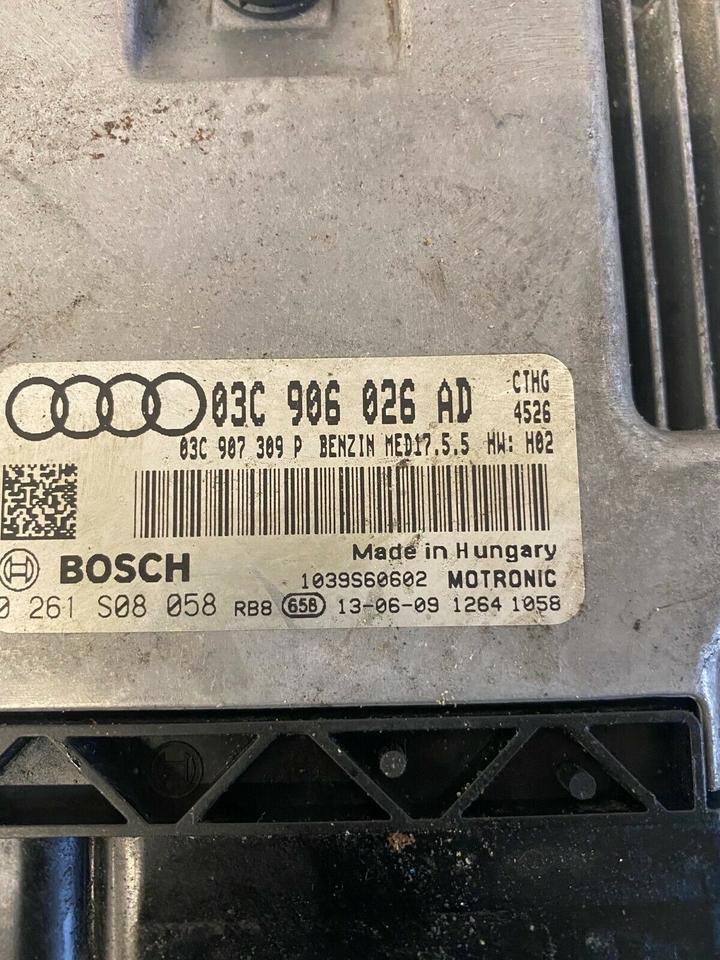 03C 906 026 AD
CTHG
4526
03C 907 309 P BENZIN MED17.5.5 HW: H02
Made in Hungary
BOSCH
1039S60602 MOTRONIC
0 261 S08 058 RB8 65B 13-06-09 1264 1058